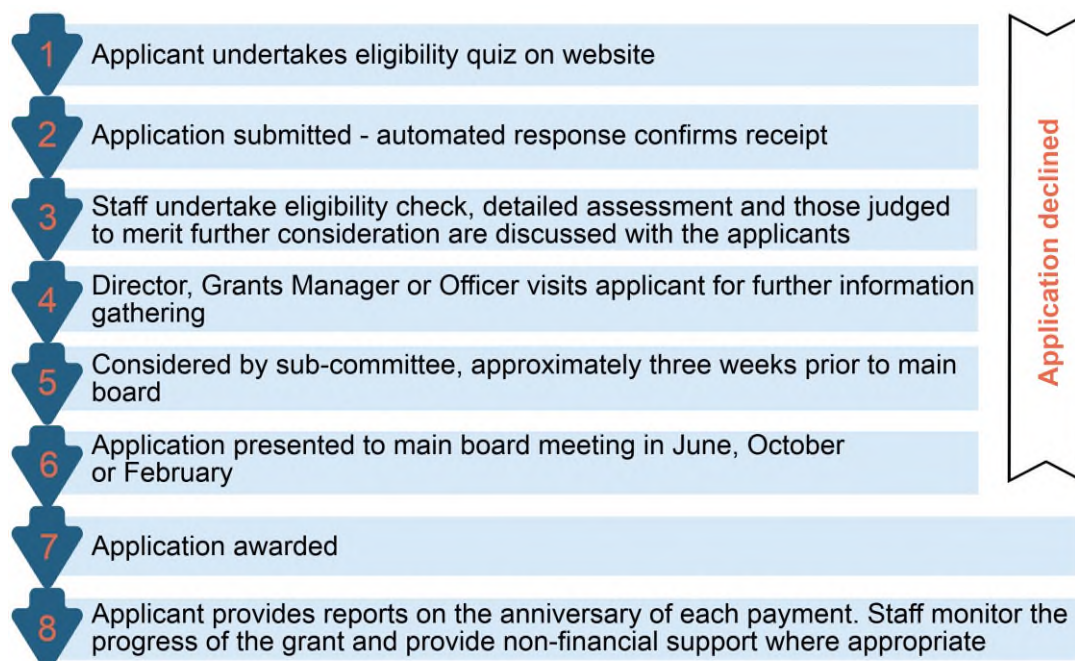 1
Applicant undertakes eligibility quiz on website
2
Application submitted - automated response confirms receipt
3
Staff undertake eligibility check, detailed assessment and those judged
to merit further consideration are discussed with the applicants
4
Director, Grants Manager or Officer visits applicant for further information
gathering
5
Considered by sub-committee, approximately three weeks prior to main
board
6
Application presented to main board meeting in June, October
or February
7
Application awarded
8
Applicant provides reports on the anniversary of each payment. Staff monitor the
progress of the grant and provide non-financial support where appropriate
Application declined